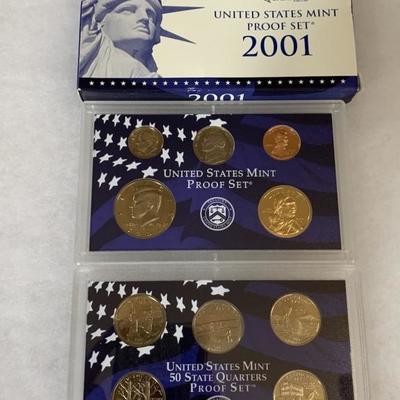 UNITED STATES MINT
PROOF SET®
2001
2001
UNITED STATES MINT
PROOF SET®
UNITED STATES MINT
50 STATE QUARTERS
PROOF SET®